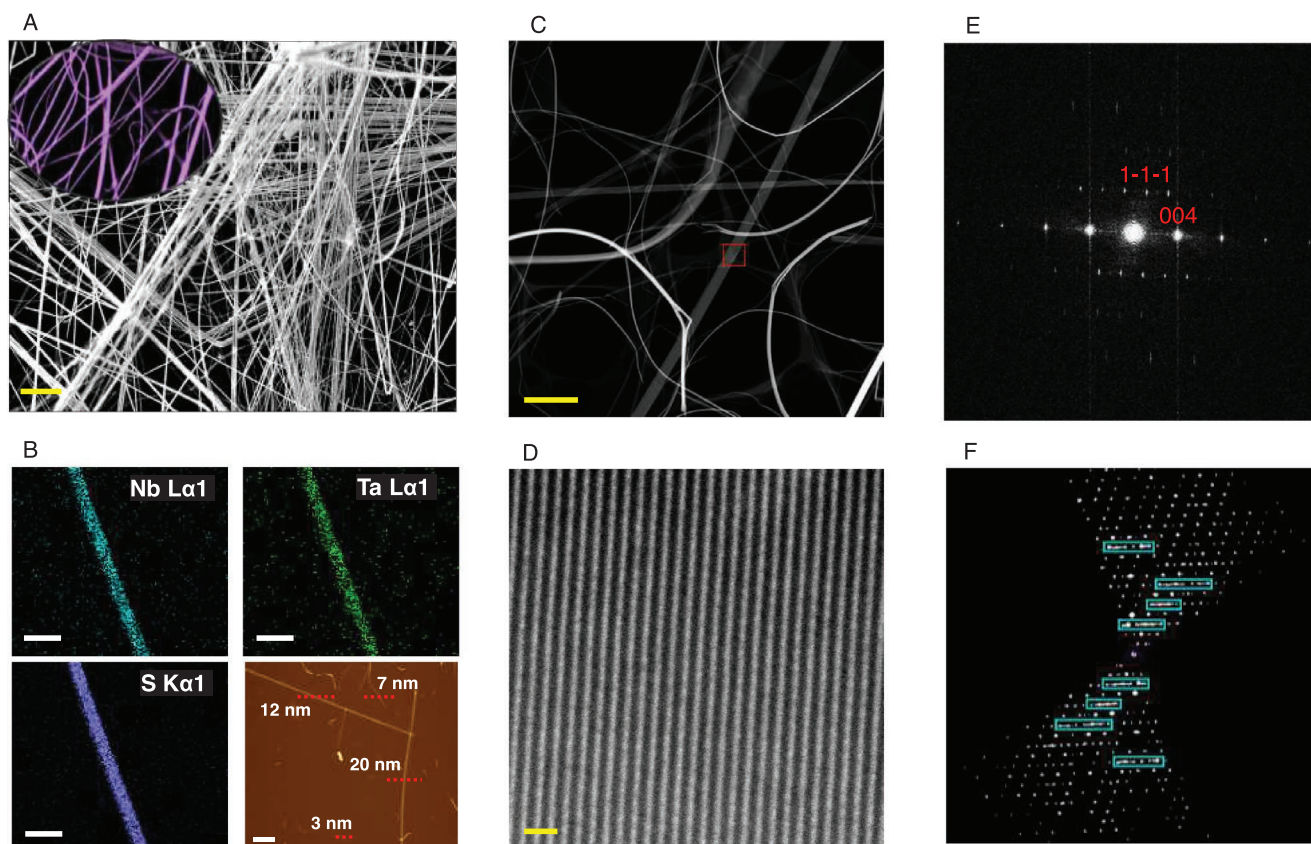 A
C
E
1-1-1
004
B
Nb Lα1
Ta Lα1
S Kα1
7 nm
12 nm
20 nm
3 nm
D
F